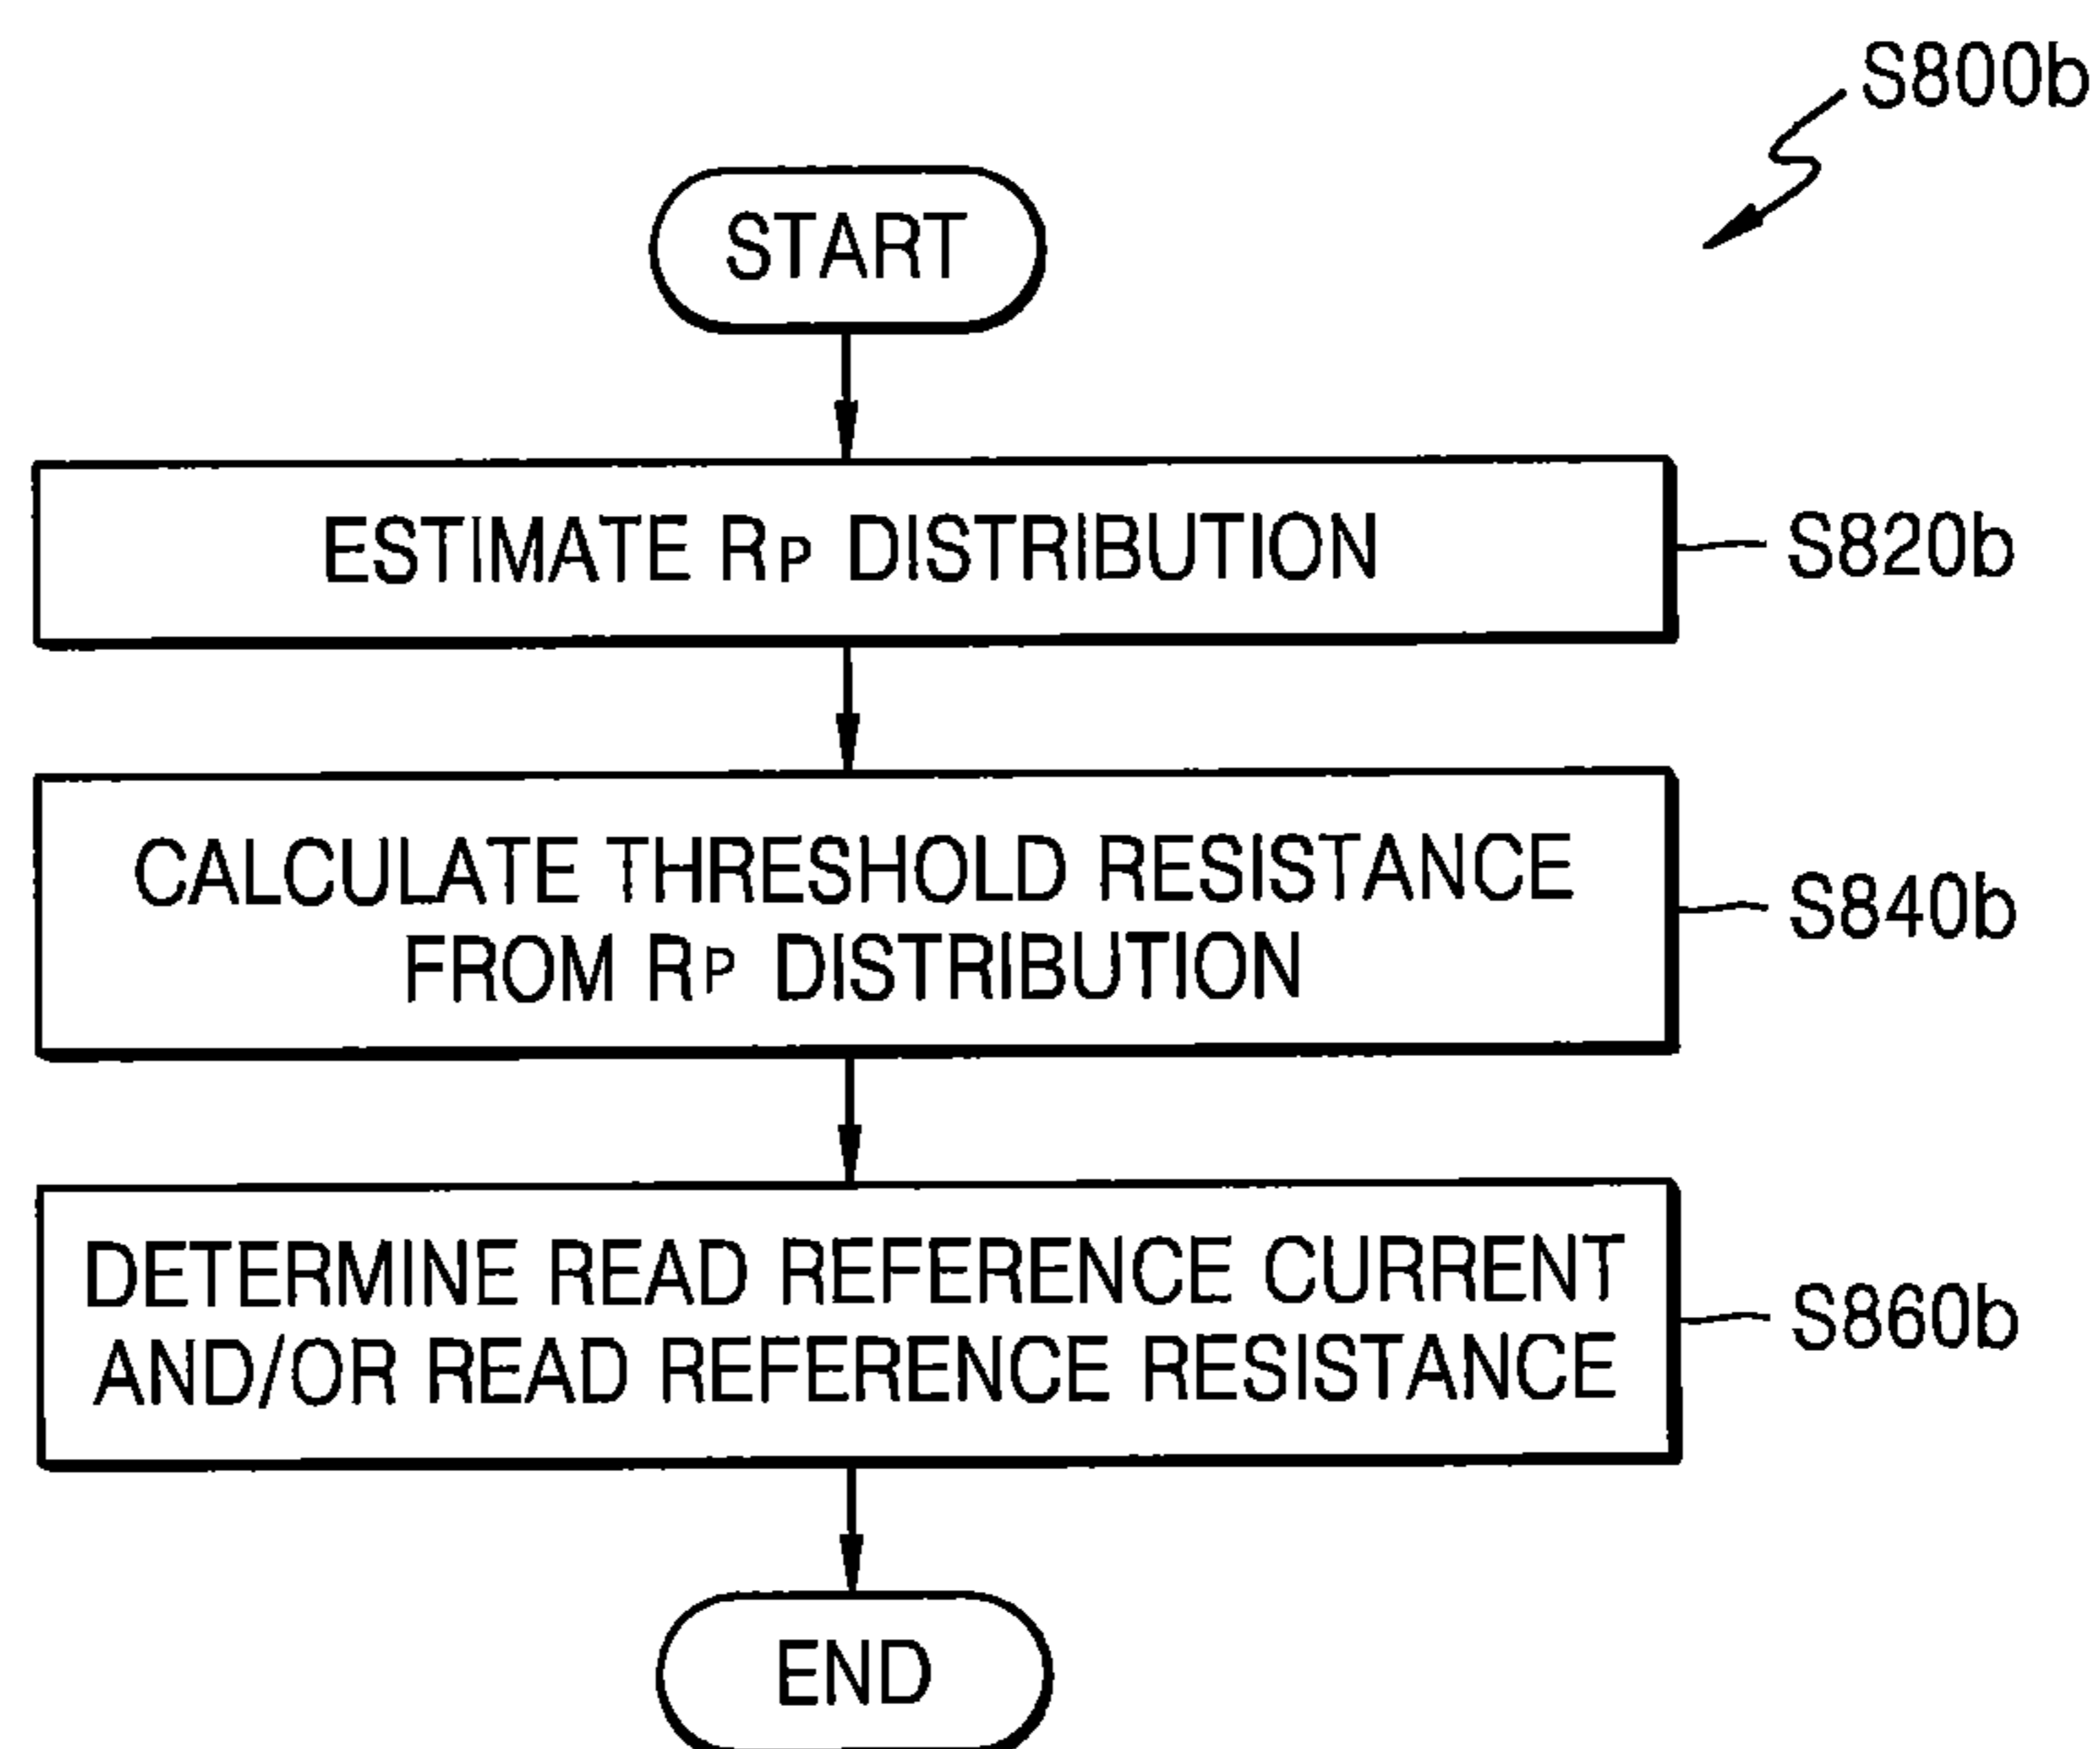 S800b
START
ESTIMATE RP DISTRIBUTION
S820b
CALCULATE THRESHOLD RESISTANCE
FROM RP DISTRIBUTION
S840b
DETERMINE READ REFERENCE CURRENT
AND/OR READ REFERENCE RESISTANCE
S860b
END